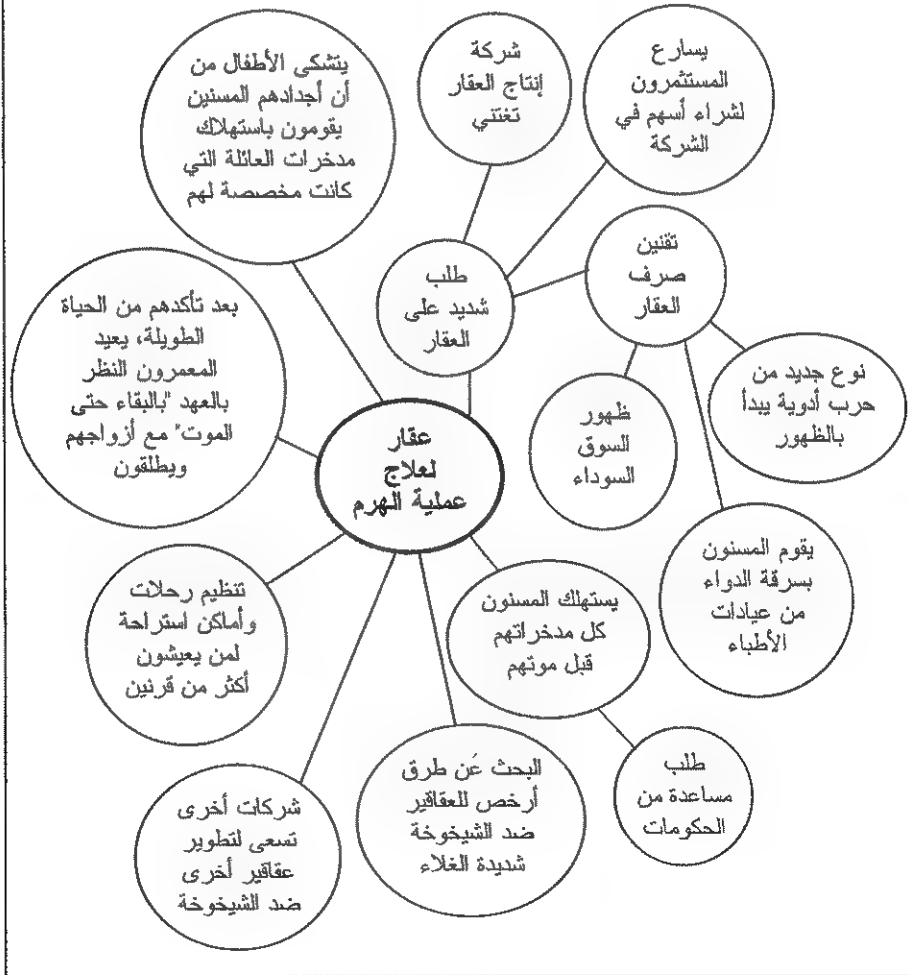 يتشكى الأطفال من
أن أجدادهم المسنين
يقومون باستهلاك
مدخرات العائلة التي
كانت مخصصة لهم
شركة
إنتاج العقار
تغتني
يسارع
المستثمرون
لشراء أسهم في
الشركة
طلب
شديد على
العقار
تقنين
صرف
العقار
بعد تأكدهم من الحياة
الطويلة، يعيد
المعمرون النظر
بالعهد "بالبقاء حتى
الموت" مع أزواجهم
ويطلقون
نوع جديد من
حرب أدوية يبدأ
بالظهور
ظهور
السوق
السوداء
عقار
لعلاج
عملية الهرم
يقوم المسنون
بسرقة الدواء
من عيادات
الأطباء
تنظيم رحلات
وأماكن استراحة
لمن يعيشون
أكثر من قرنين
يستهلك المسنون
كل مدخراتهم
قبل موتهم
طلب
مساعدة من
الحكومات
البحث عَن طرق
أرخص للعقاقير
ضد الشيخوخة
شديدة الغلاء
شركات أخرى
تسعى لتطوير
عقاقير أخرى
ضد الشيخوخة